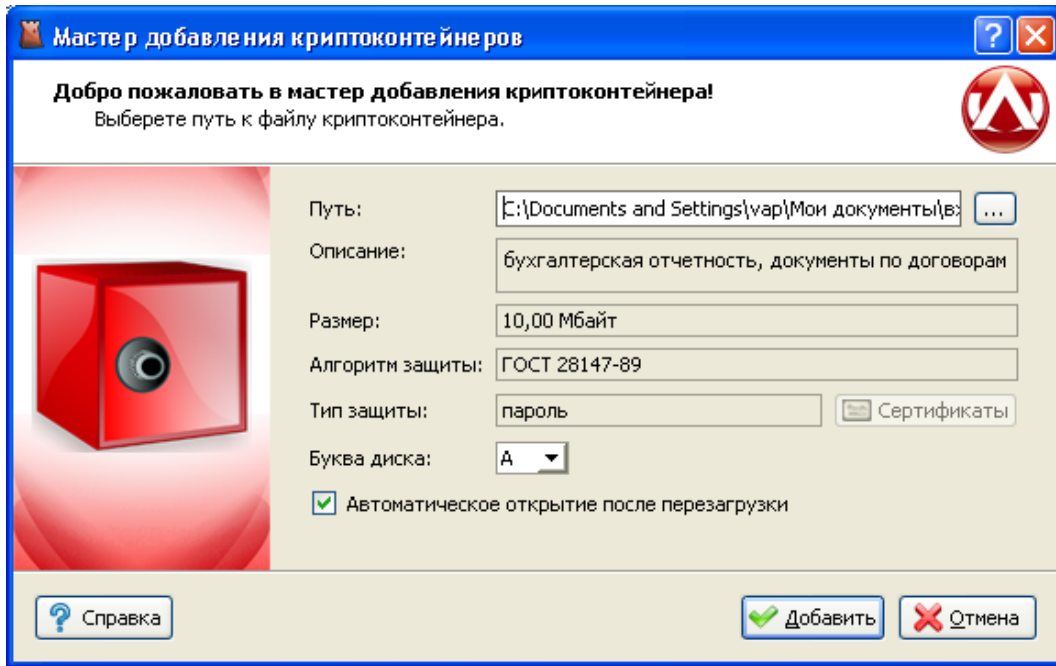 Мастер добавления криптоконтейнеров
Добро пожаловать в мастер добавления криптоконтейнера!
Выберете путь к файлу криптоконтейнера.
Путь: C:\Documents and Settings\vap\Мои документы\вх ...
Описание: бухгалтерская отчетность, документы по договорам
Размер: 10,00 Мбайт
Алгоритм защиты: ГОСТ 28147-89
Тип защиты: пароль Сертификаты
Буква диска: A
Автоматическое открытие после перезагрузки
Справка Добавить Отмена